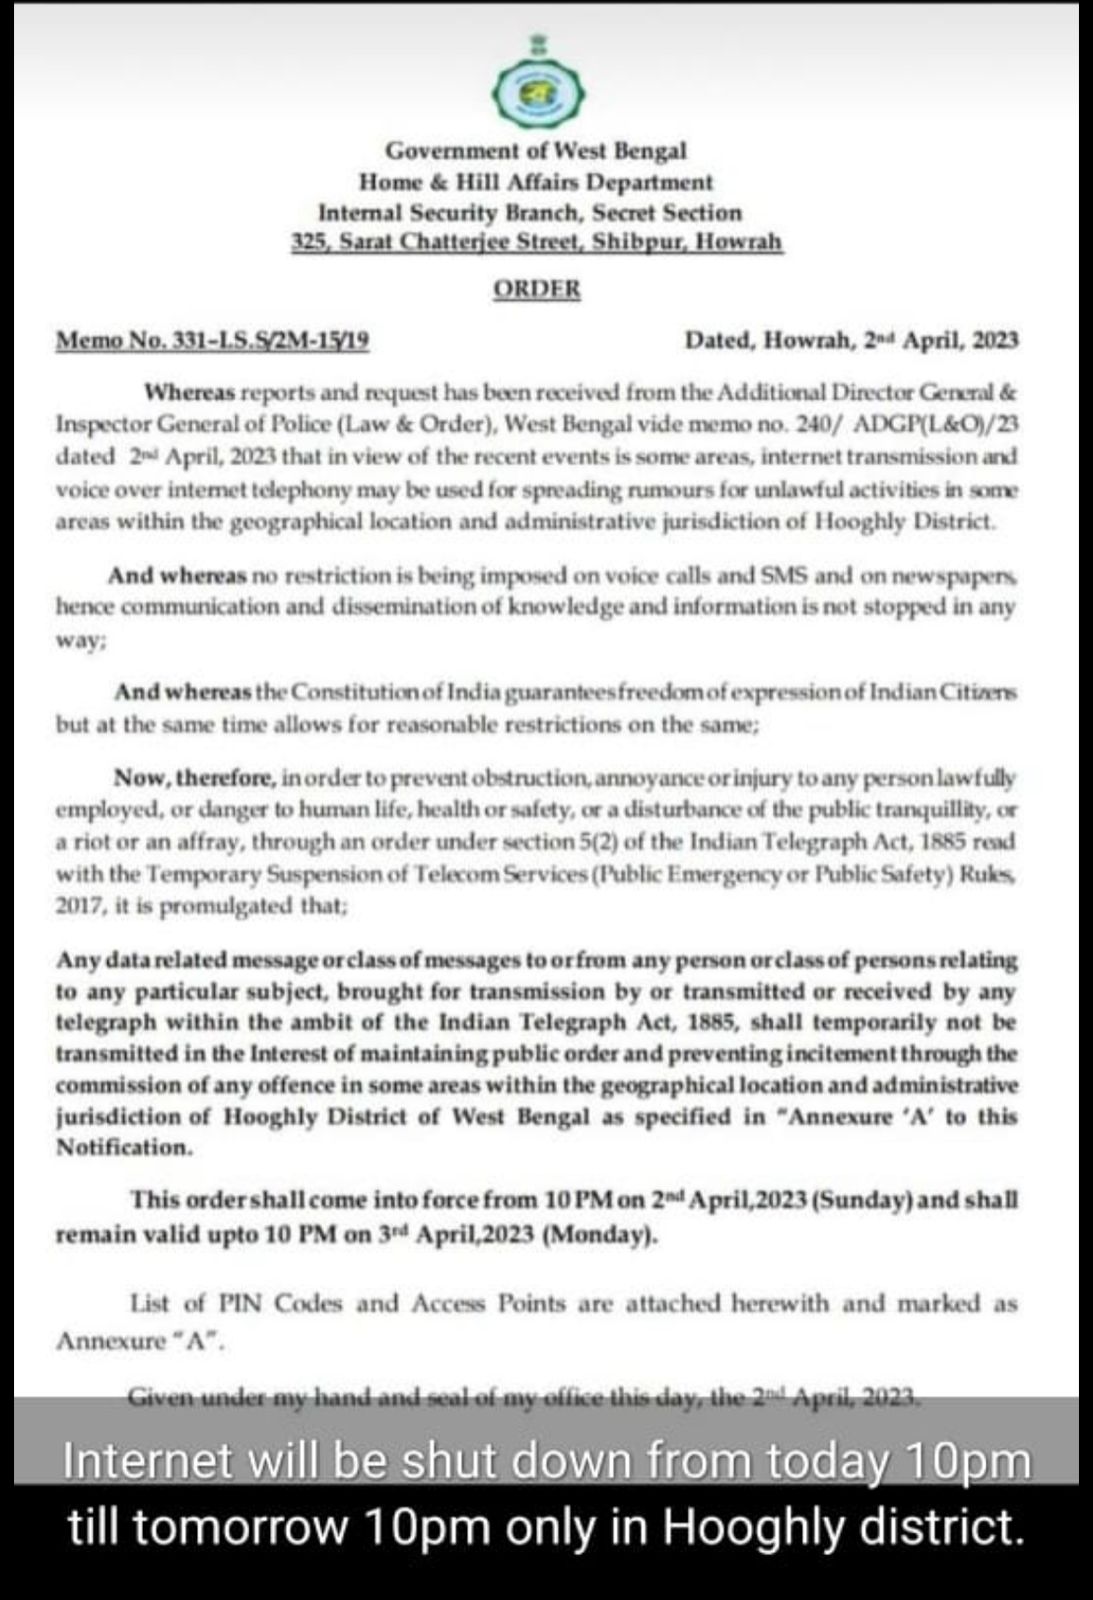 Government of West Bengal
Home & Hill Affairs Department
Internal Security Branch, Secret Section
325, Sarat Chatterjee Street, Shibpur, Howrah
ORDER
Memo No. 331-I.S.S/2M-15/19 Dated, Howrah, 2nd April, 2023
Whereas reports and request has been received from the Additional Director General &
Inspector General of Police (Law & Order), West Bengal vide memo no. 240/ ADGP(L&O)/23
dated 2nd April, 2023 that in view of the recent events is some areas, internet transmission and
voice over internet telephony may be used for spreading rumours for unlawful activities in some
areas within the geographical location and administrative jurisdiction of Hooghly District.
And whereas no restriction is being imposed on voice calls and SMS and on newspapers,
hence communication and dissemination of knowledge and information is not stopped in any
way;
And whereas the Constitution of India guarantees freedom of expression of Indian Citizens
but at the same time allows for reasonable restrictions on the same;
Now, therefore, in order to prevent obstruction, annoyance or injury to any person lawfully
employed, or danger to human life, health or safety, or a disturbance of the public tranquillity, or
a riot or an affray, through an order under section 5(2) of the Indian Telegraph Act, 1885 read
with the Temporary Suspension of Telecom Services (Public Emergency or Public Safety) Rules,
2017, it is promulgated that;
Any data related message or class of messages to or from any person or class of persons relating
to any particular subject, brought for transmission by or transmitted or received by any
telegraph within the ambit of the Indian Telegraph Act, 1885, shall temporarily not be
transmitted in the Interest of maintaining public order and preventing incitement through the
commission of any offence in some areas within the geographical location and administrative
jurisdiction of Hooghly District of West Bengal as specified in "Annexure 'A' to this
Notification.
This order shall come into force from 10 PM on 2nd April,2023 (Sunday) and shall
remain valid upto 10 PM on 3rd April,2023 (Monday).
List of PIN Codes and Access Points are attached herewith and marked as
Annexure "A".
Given under my hand and seal of my office this day, the 2nd April, 2023.
Internet will be shut down from today 10pm
till tomorrow 10pm only in Hooghly district.